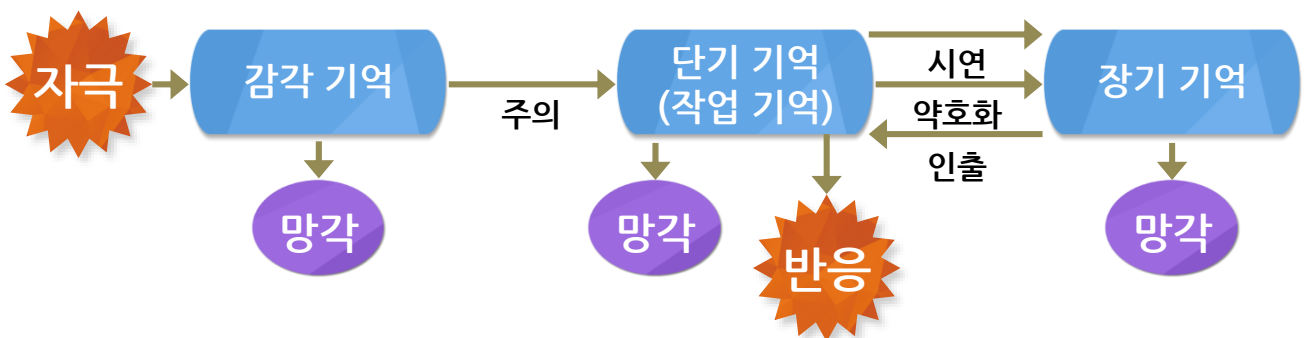 자극
감각 기억
주의
단기 기억
(작업 기억)
시연
약호화
인출
장기 기억
망각
망각
반응
망각